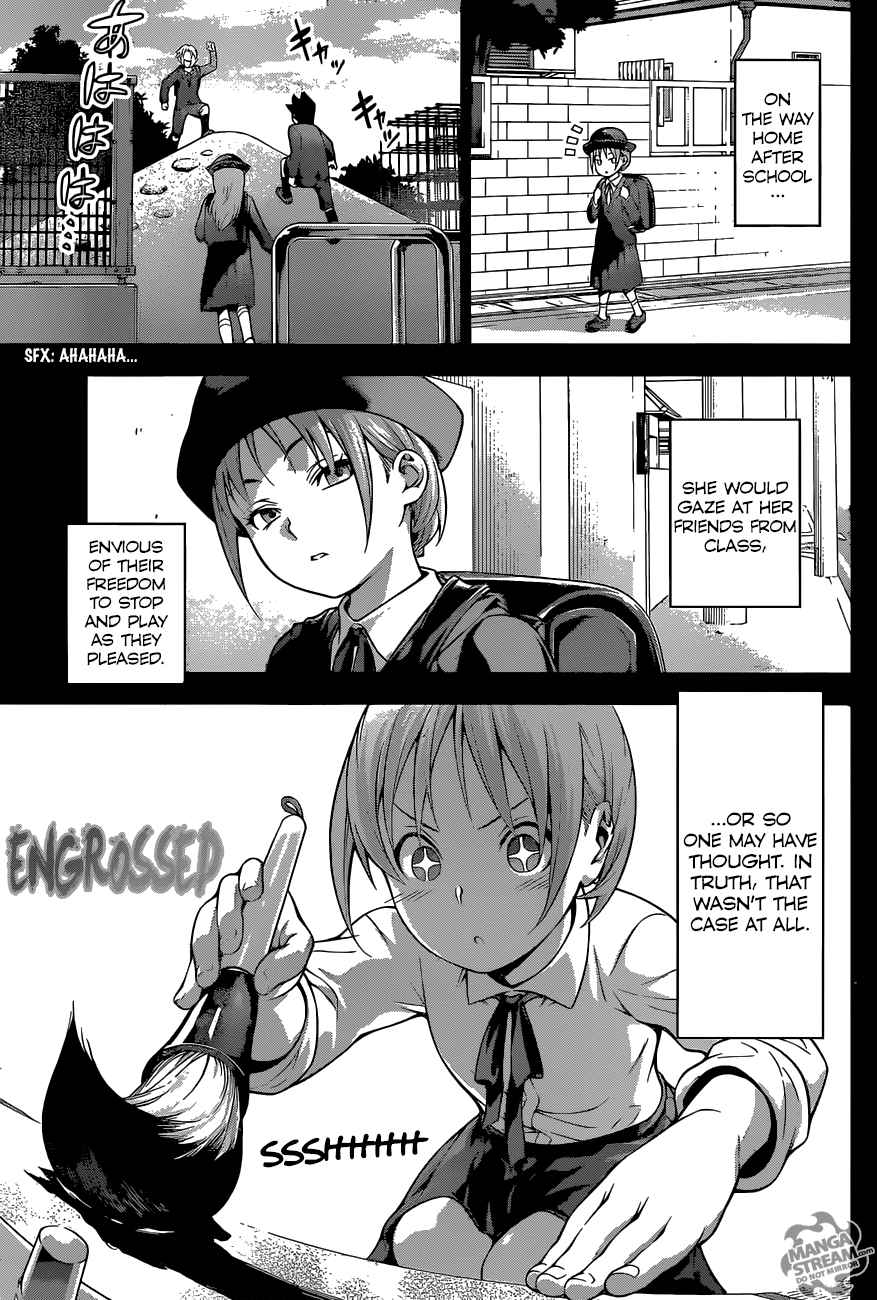 ON
THE WAY
HOME
AFTER
SCHOOL
...
あははは…
キャッ
キャッ
SFX: AHAHAHA...
SHE WOULD
GAZE AT HER
FRIENDS FROM
CLASS,
ENVIOUS
OF THEIR
FREEDOM
TO STOP
AND PLAY
AS THEY
PLEASED.
...OR SO
ONE MAY HAVE
THOUGHT. IN
TRUTH, THAT
WASN'T THE
CASE AT ALL.
ENGROSSED
SSSHHHHHH
MANGA
STREAM.com
DO NOT MIRROR